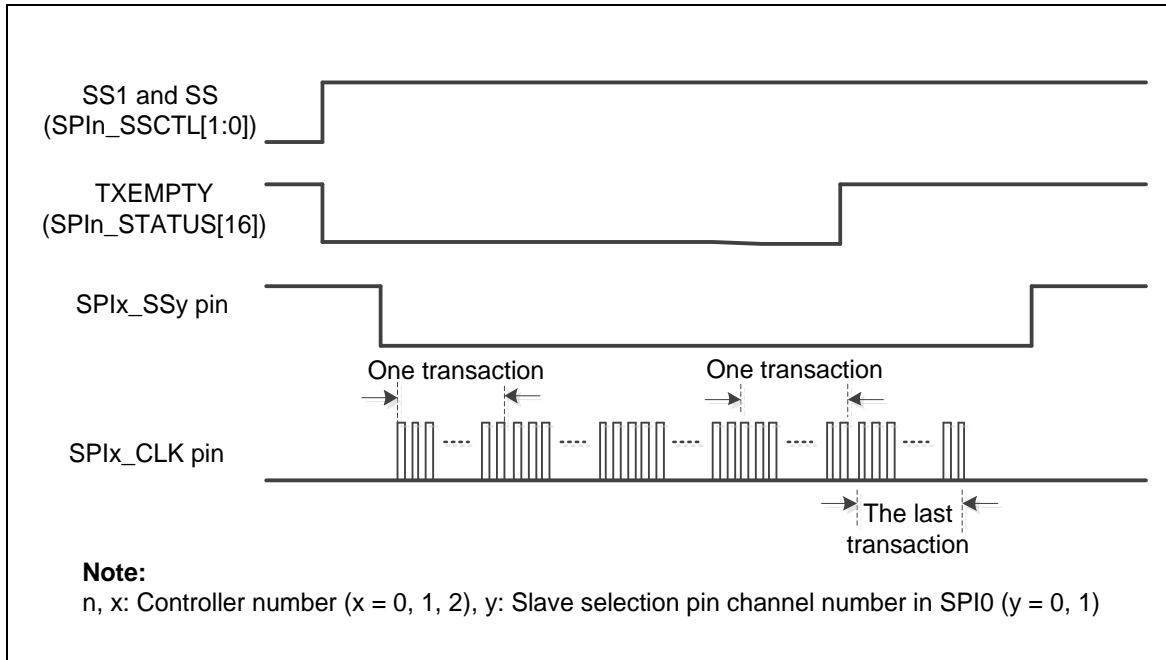 SS1 and SS
(SPIn_SSCTL[1:0])
TXEMPTY
(SPIn_STATUS[16])
SPIx_SSy pin
One transaction
One transaction
SPIx_CLK pin
The last
transaction
Note:
n, x: Controller number (x = 0, 1, 2), y: Slave selection pin channel number in SPI0 (y = 0, 1)